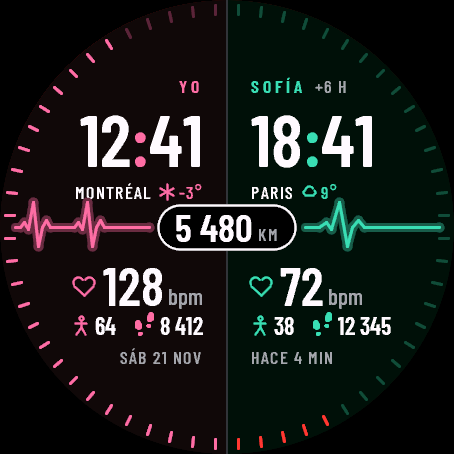 YO
12:41
MONTRÉAL -3°
SOFÍA +6 H
18:41
PARIS 9°
5 480 KM
128 bpm
64 8 412
SÁB 21 NOV
72 bpm
38 12 345
HACE 4 MIN